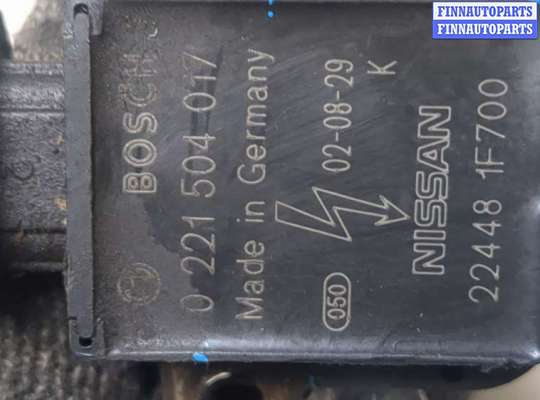 FINNAUTOPARTS
FINNAUTOPARTS
BOSCH
0 221 504 017
Made in Germany
050
02-08-29
K
NISSAN
22448 1F700